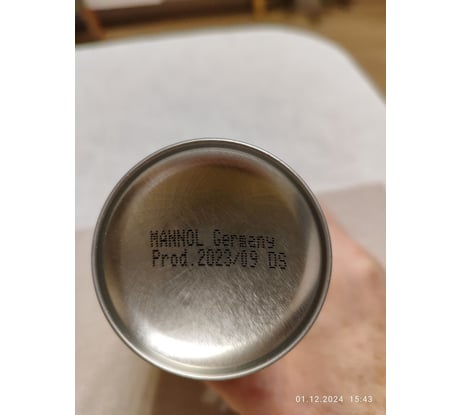 MANNOL Germany
Prod.2023/09 DS
01.12.2024 15:43